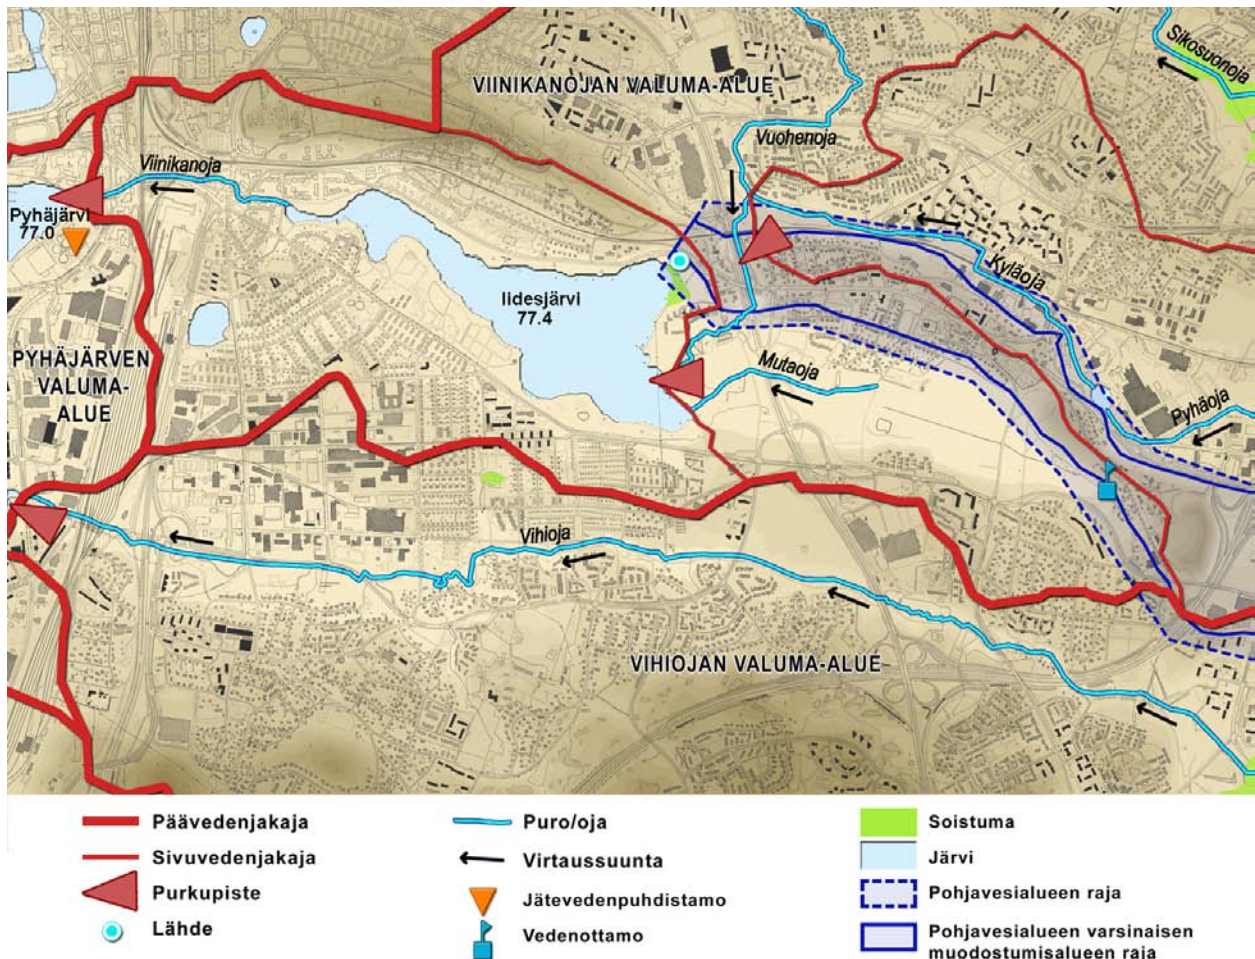 Sikosuonoja
VIINIKANOJAN VALUMA-ALUE
Vuohenoja
Viinikanoja
Pyhäjärvi
77.0
Kyläoja
Iidesjärvi
77.4
PYHÄJÄRVEN
VALUMA-
ALUE
Mutaoja
Pyhäoja
Vihioja
VIHIOJAN VALUMA-ALUE
Päävedenjakaja
Sivuvedenjakaja
Purkupiste
Lähde
Puro/oja
Virtaussuunta
Jätevedenpuhdistamo
Vedenottamo
Soistuma
Järvi
Pohjavesialueen raja
Pohjavesialueen varsinaisen
muodostumisalueen raja